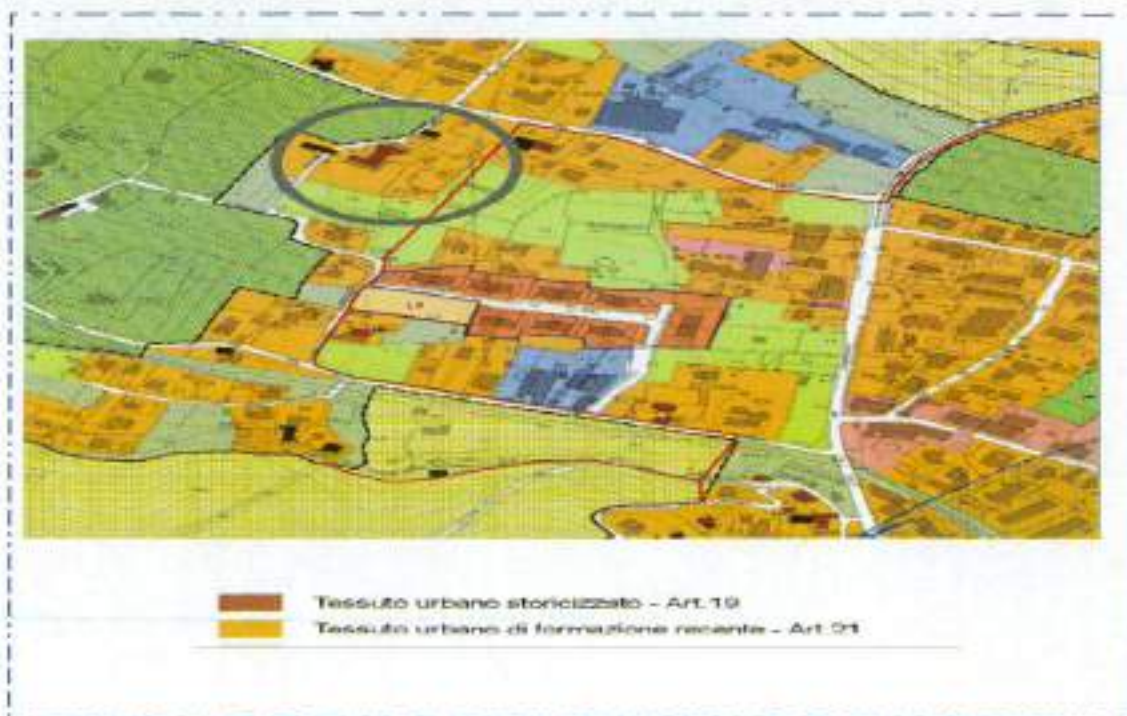 Tessuto urbano storicizzato - Art.19
Tessuto urbano di formazione recente - Art.21